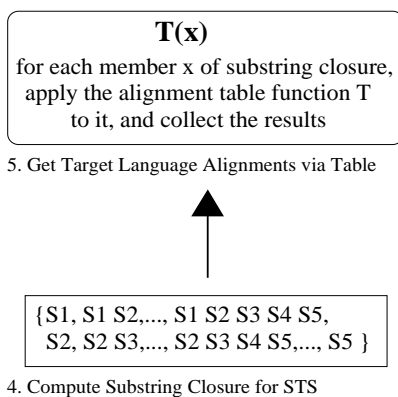 T(x)
for each member x of substring closure,
apply the alignment table function T
to it, and collect the results
5. Get Target Language Alignments via Table
{S1, S1 S2,..., S1 S2 S3 S4 S5,
S2, S2 S3,..., S2 S3 S4 S5,..., S5 }
4. Compute Substring Closure for STS